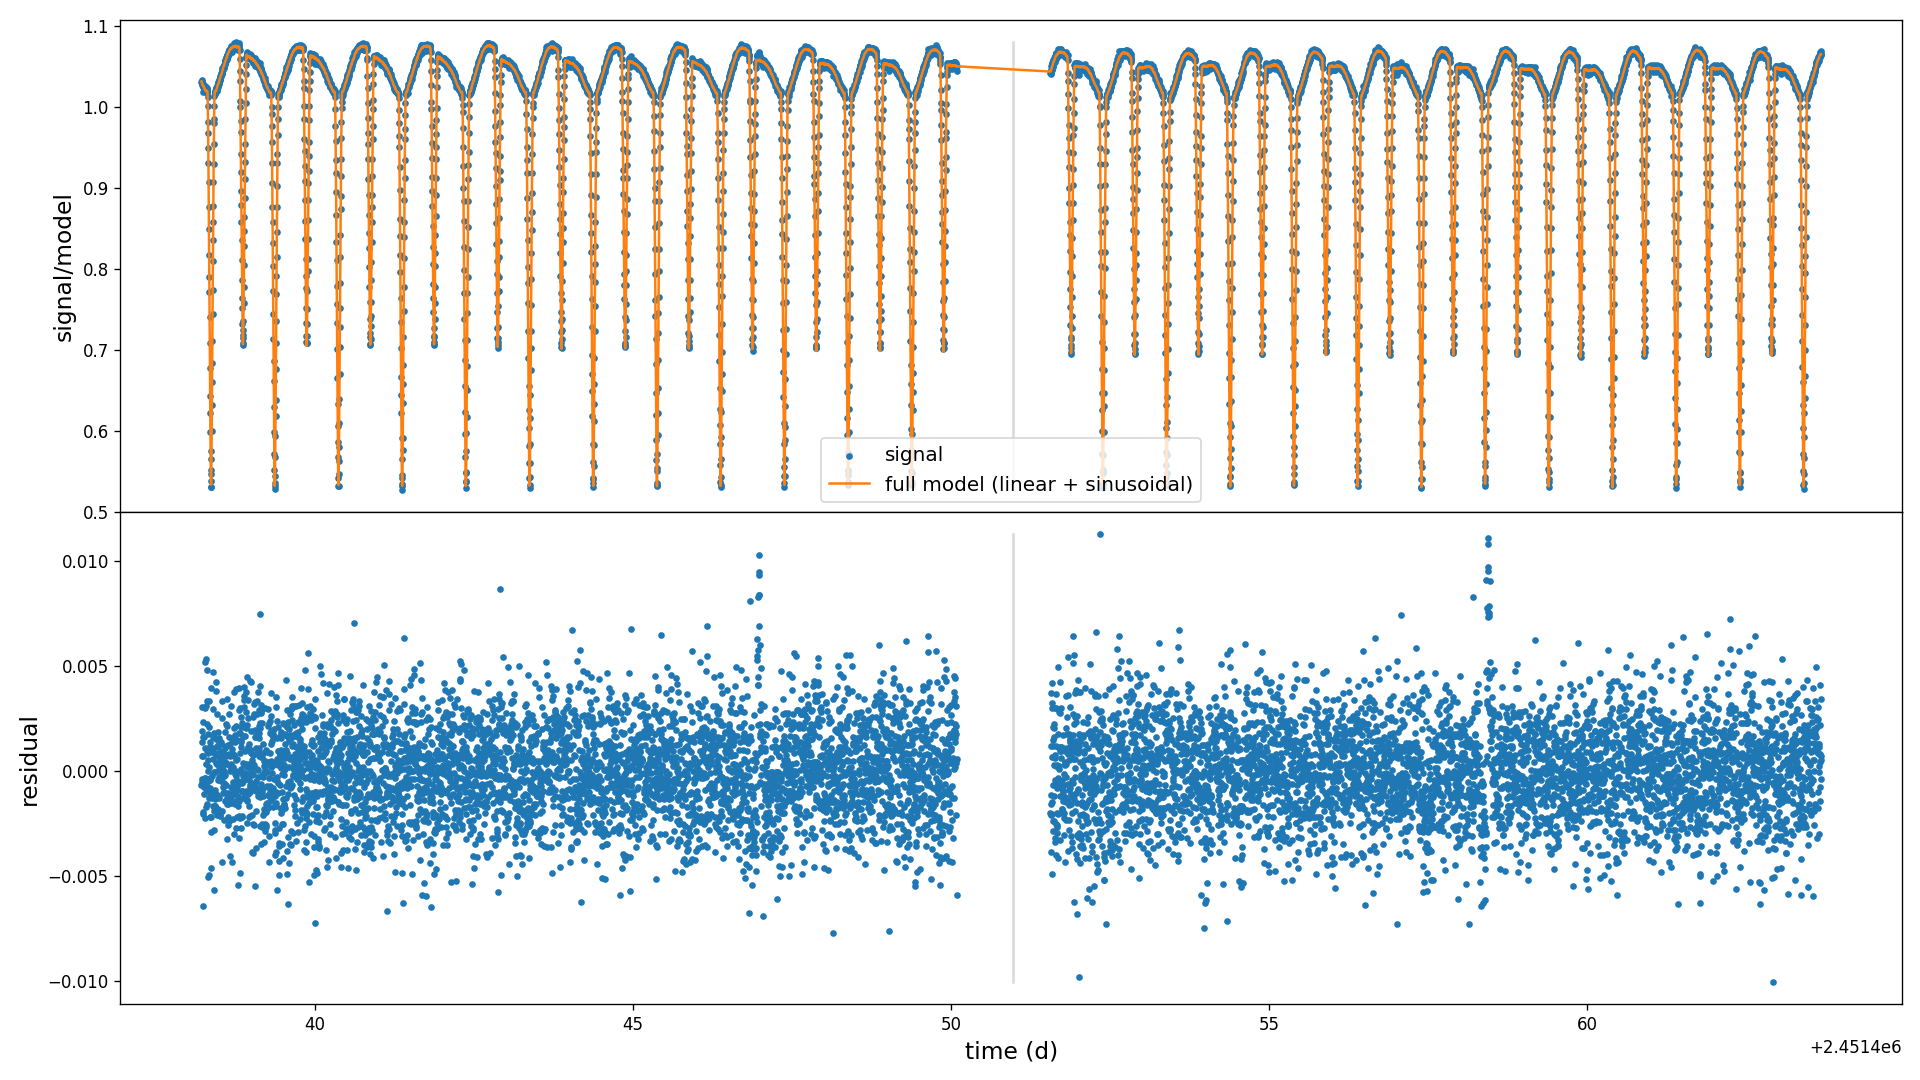 1.1
1.0
0.9
0.8
0.7
0.6
0.5
signal/model
signal
full model (linear + sinusoidal)
0.010
0.005
0.000
−0.005
−0.010
residual
40
45
50
55
60
time (d)
+2.4514e6